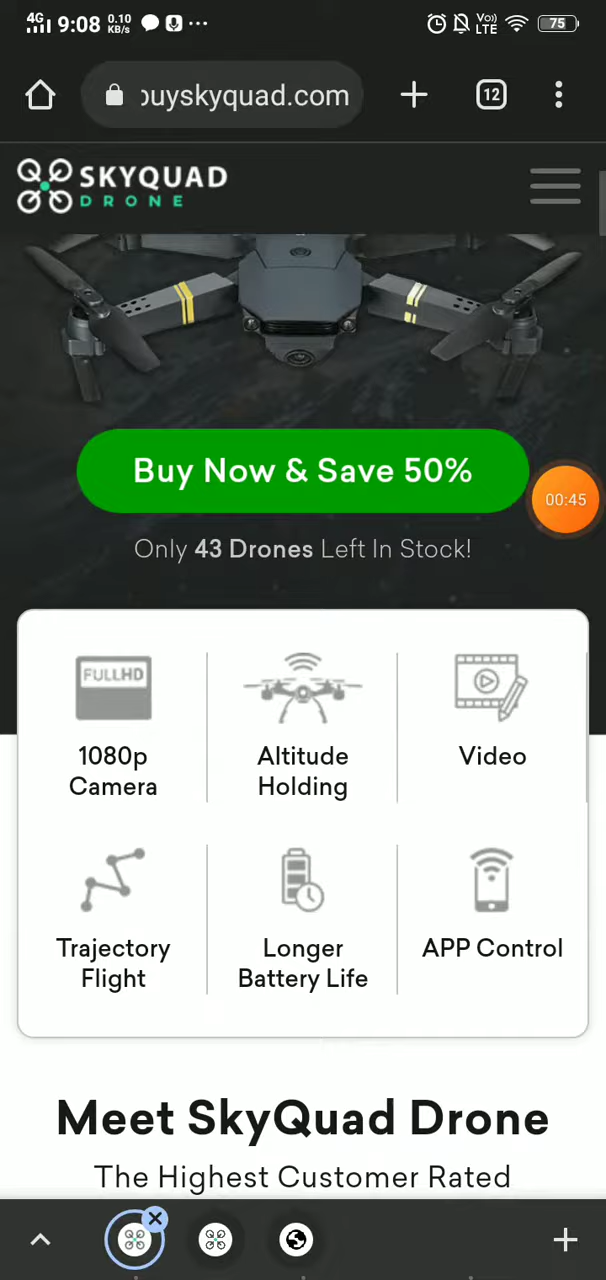 4G 9:08 0.10 KB/s Vo)) LTE 75
buyskyquad.com 12
SKYQUAD
DRONE
Buy Now & Save 50%
00:45
Only 43 Drones Left In Stock!
FULLHD
1080p
Camera
Altitude
Holding
Video
Trajectory
Flight
Longer
Battery Life
APP Control
Meet SkyQuad Drone
The Highest Customer Rated